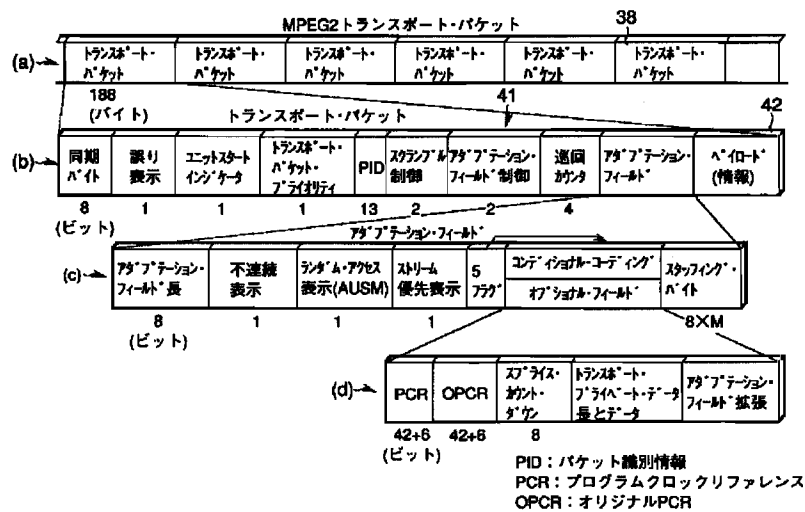 MPEG2トランスポート・パケット
38
(a)
トランスポート・パケット
トランスポート・パケット
トランスポート・パケット
トランスポート・パケット
トランスポート・パケット
トランスポート・パケット
188
(バイト)
トランスポート・パケット
41
42
(b)
同期バイト
誤り表示
ユニットスタートインジケータ
トランスポート・パケット・プライオリティ
PID
スクランブル制御
アダプテーション・フィールド制御
巡回カウンタ
アダプテーション・フィールド
ペイロード(情報)
8 1 1 1 13 2 2 4
(ビット)
アダプテーション・フィールド
(c)
アダプテーション・フィールド長
不連続表示
ランダム・アクセス表示(AUSM)
ストリーム優先表示
5フラグ
コンディショナル・コーディング
オプショナル・フィールド
スタッフィング・バイト
8 1 1 1 8×M
(ビット)
(d)
PCR
OPCR
スプライス・カウント・ダウン
トランスポート・プライベート・データ長とデータ
アダプテーション・フィールド拡張
42+6 42+6 8
(ビット)
PID：パケット識別情報
PCR：プログラムクロックリファレンス
OPCR：オリジナルPCR